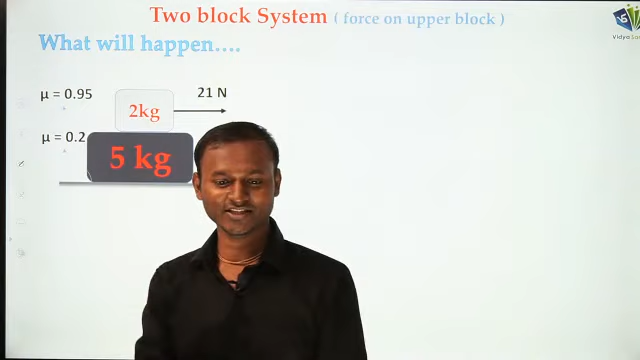 Two block System ( force on upper block )
What will happen....
μ = 0.95
2kg
21 N
μ = 0.2
5 kg